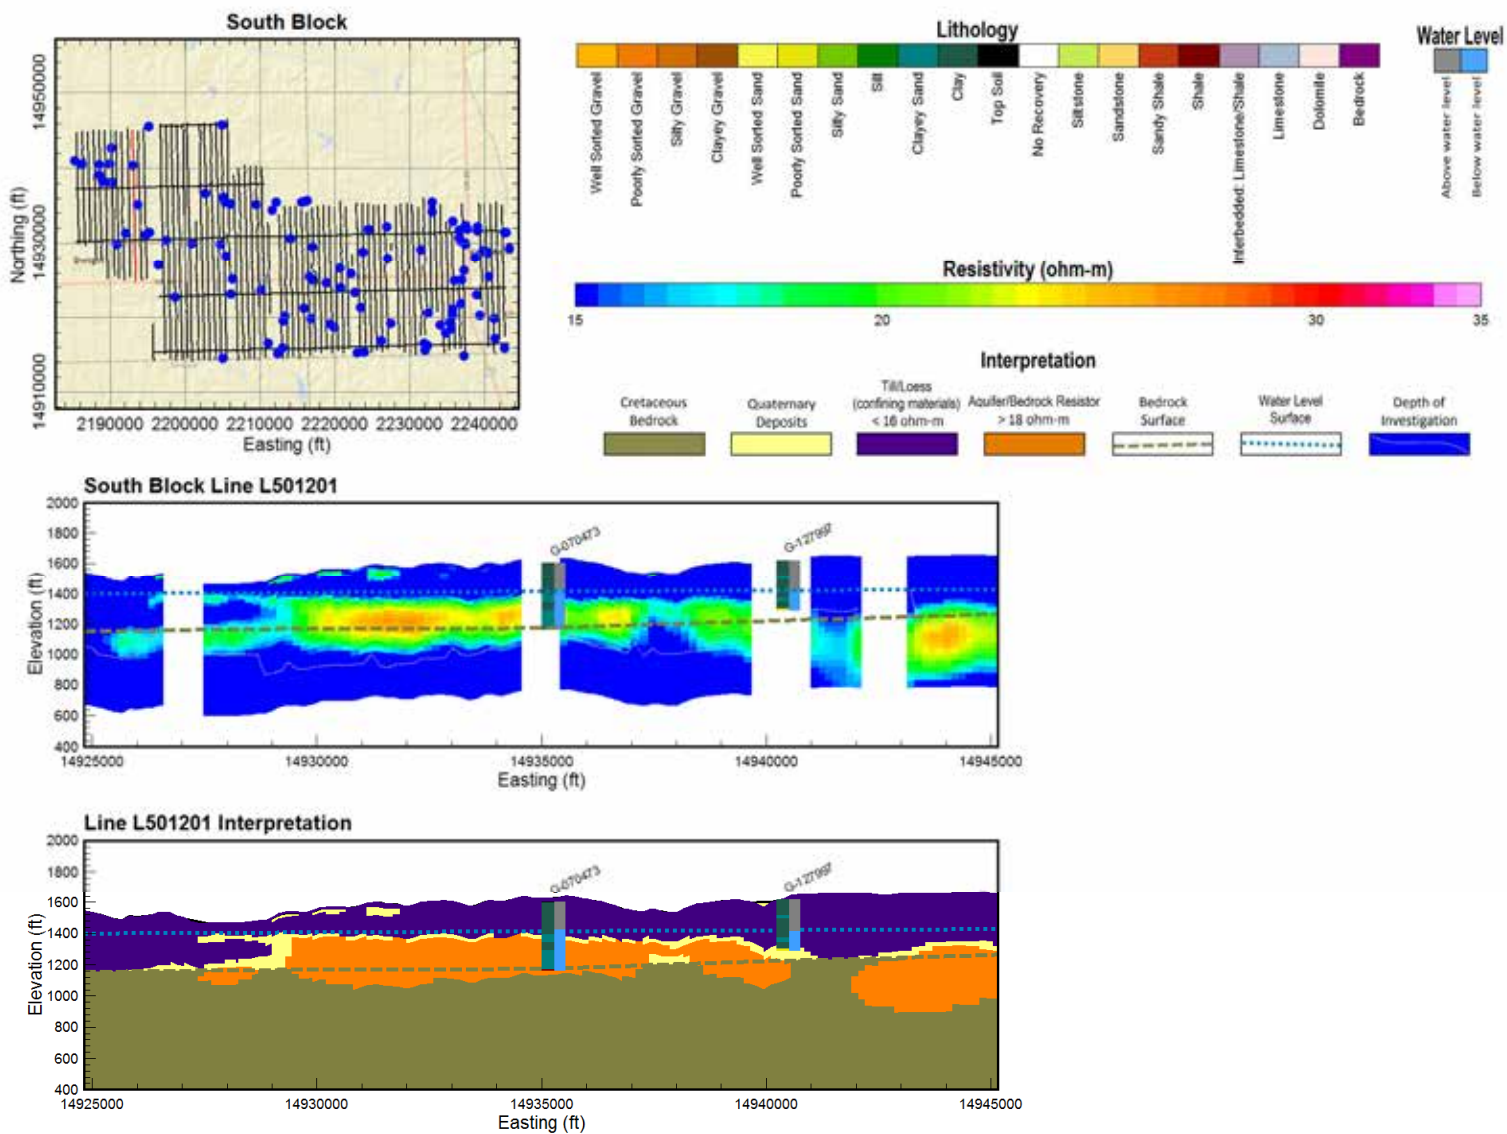 South Block
Northing (ft)
14950000
14930000
14910000
2190000 2200000 2210000 2220000 2230000 2240000
Easting (ft)
Lithology
Well Sorted Gravel
Poorly Sorted Gravel
Silty Gravel
Clayey Gravel
Well Sorted Sand
Poorly Sorted Sand
Silty Sand
Silt
Clayey Sand
Clay
Top Soil
No Recovery
Siltstone
Sandstone
Sandy Shale
Shale
Interbedded: Limestone/Shale
Limestone
Dolomite
Bedrock
Water Level
Above water level
Below water level
Resistivity (ohm-m)
15 20 30 35
Interpretation
Cretaceous
Bedrock
Quaternary
Deposits
Till/Loess
(confining materials)
< 16 ohm-m
Aquifer/Bedrock Resistor
> 18 ohm-m
Bedrock
Surface
Water Level
Surface
Depth of
Investigation
South Block Line L501201
Elevation (ft)
2000
1800
1600
1400
1200
1000
800
600
400
G-070473
G-127997
14925000 14930000 14935000 14940000 14945000
Easting (ft)
Line L501201 Interpretation
Elevation (ft)
2000
1800
1600
1400
1200
1000
800
600
400
G-070473
G-127997
14925000 14930000 14935000 14940000 14945000
Easting (ft)